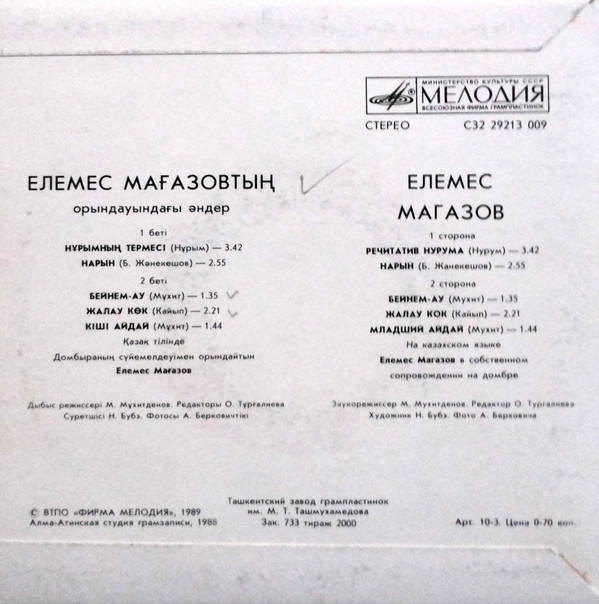 МИНИСТЕРСТВО КУЛЬТУРЫ СССР
МЕЛОДИЯ
ВСЕСОЮЗНАЯ ФИРМА ГРАМПЛАСТИНОК
СТЕРЕО С32 29213 009
ЕЛЕМЕС МАҒАЗОВТЫҢ
орындауындағы әндер
1 беті
НҰРЫМНЫҢ ТЕРМЕСІ (Нұрым) — 3.42
НАРЫН (Б. Жәнекешов) — 2.55
2 беті
БЕЙНЕМ-АУ (Мұхит) — 1.35
ЖАЛАУ КӨК (Кайып) — 2.21
КІШІ АЙДАЙ (Мұхит) — 1.44
Қазақ тілінде
Домбыраның сүйемелдеуімен орындайтын
Елемес Мағазов
Дыбыс режиссері М. Мұхитденов. Редакторы О. Тұрғалиева
Суретшісі Н. Бубэ. Фотосы А. Берковичтікі
ЕЛЕМЕС
МАГАЗОВ
1 сторона
РЕЧИТАТИВ НУРУМА (Нурум) — 3.42
НАРЫН (Б. Жанекешов) — 2.55
2 сторона
БЕЙНЕМ-АУ (Мухит) — 1.35
ЖАЛАУ КОК (Кайып) — 2.21
МЛАДШИЙ АЙДАЙ (Мухит) — 1.44
На казахском языке
Елемес Магазов в собственном
сопровождении на домбре
Звукорежиссер М. Мухитденов. Редактор О. Тургалиева
Художник Н. Бубэ. Фото А. Берковича
© ВТПО «ФИРМА МЕЛОДИЯ», 1989
Алма-Атинская студия грамзаписи, 1988
Ташкентский завод грампластинок
им. М. Т. Ташмухамедова
Зак. 733 тираж 2000
Арт. 10-3. Цена 0-70 коп.